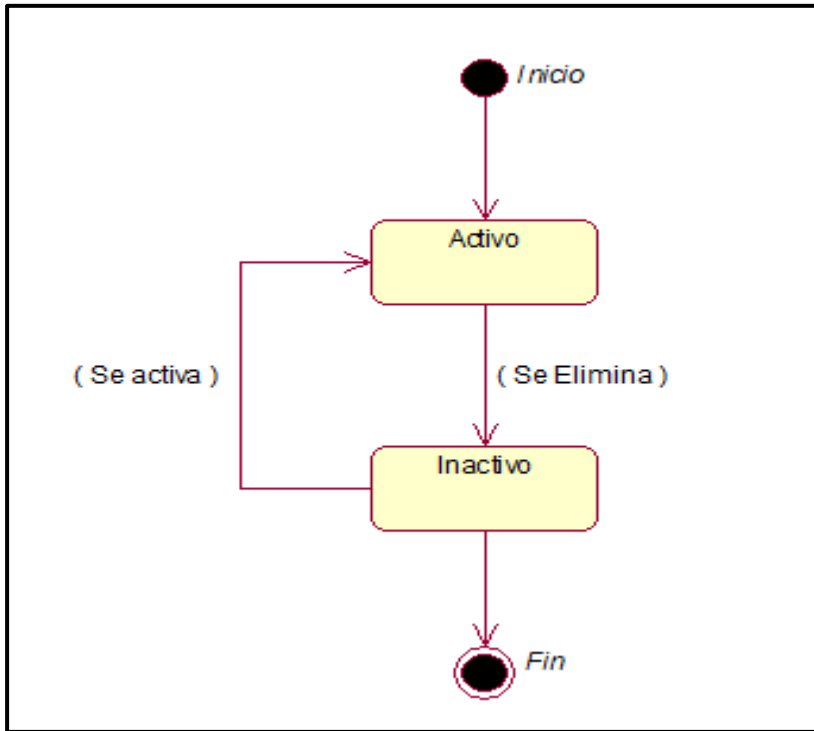 Inicio
Activo
( Se activa )
( Se Elimina )
Inactivo
Fin